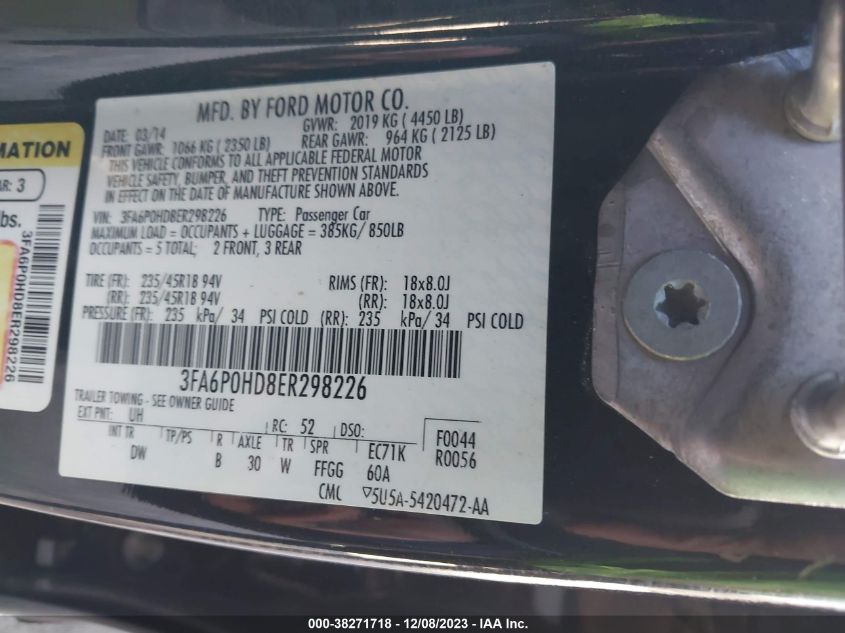 MFD. BY FORD MOTOR CO.
DATE: 03/14 GVWR: 2019 KG ( 4450 LB)
FRONT GAWR: 1066 KG ( 2350 LB) REAR GAWR: 964 KG ( 2125 LB)
THIS VEHICLE CONFORMS TO ALL APPLICABLE FEDERAL MOTOR
VEHICLE SAFETY, BUMPER, AND THEFT PREVENTION STANDARDS
IN EFFECT ON THE DATE OF MANUFACTURE SHOWN ABOVE.
VIN: 3FA6P0HD8ER298226 TYPE: Passenger Car
MAXIMUM LOAD = OCCUPANTS + LUGGAGE = 385KG/ 850LB
OCCUPANTS = 5 TOTAL; 2 FRONT, 3 REAR
TIRE (FR): 235/45R18 94V RIMS (FR): 18x8.0J
(RR): 235/45R18 94V (RR): 18x8.0J
PRESSURE (FR): 235 kPa/ 34 PSI COLD (RR): 235 kPa/ 34 PSI COLD
3FA6P0HD8ER298226
TRAILER TOWING - SEE OWNER GUIDE
EXT PNT: UH RC: 52 DSO: F0044
INT TR TP/PS R AXLE TR SPR EC71K R0056
DW B 30 W FFGG 60A
CMC ▽5U5A-5420472-AA
MATION
AR: 3
lbs.
3FA6P0HD8ER298226
000-38271718 - 12/08/2023 - IAA Inc.